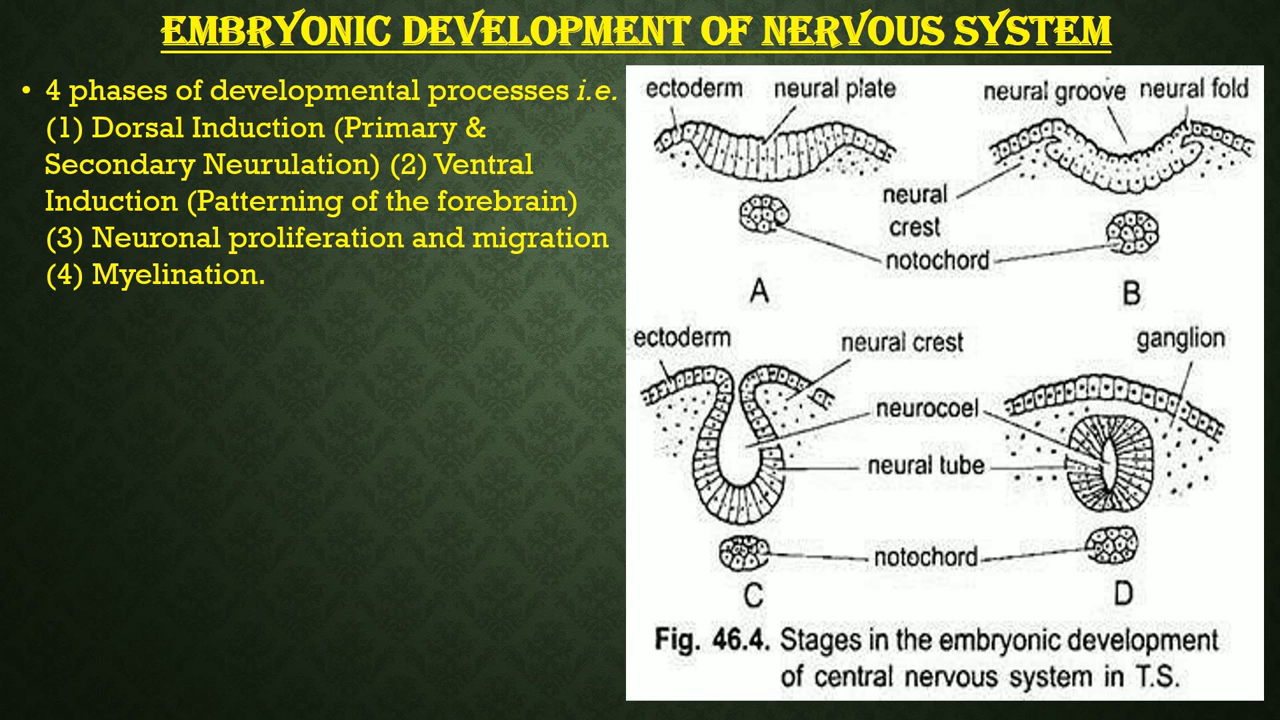 EMBRYONIC DEVELOPMENT OF NERVOUS SYSTEM
• 4 phases of developmental processes i.e.
(1) Dorsal Induction (Primary &
Secondary Neurulation) (2) Ventral
Induction (Patterning of the forebrain)
(3) Neuronal proliferation and migration
(4) Myelination.
ectoderm neural plate
neural groove neural fold
neural
crest
notochord
A
B
ectoderm
neural crest
ganglion
neurocoel
neural tube
notochord
C
D
Fig. 46.4. Stages in the embryonic development
of central nervous system in T.S.